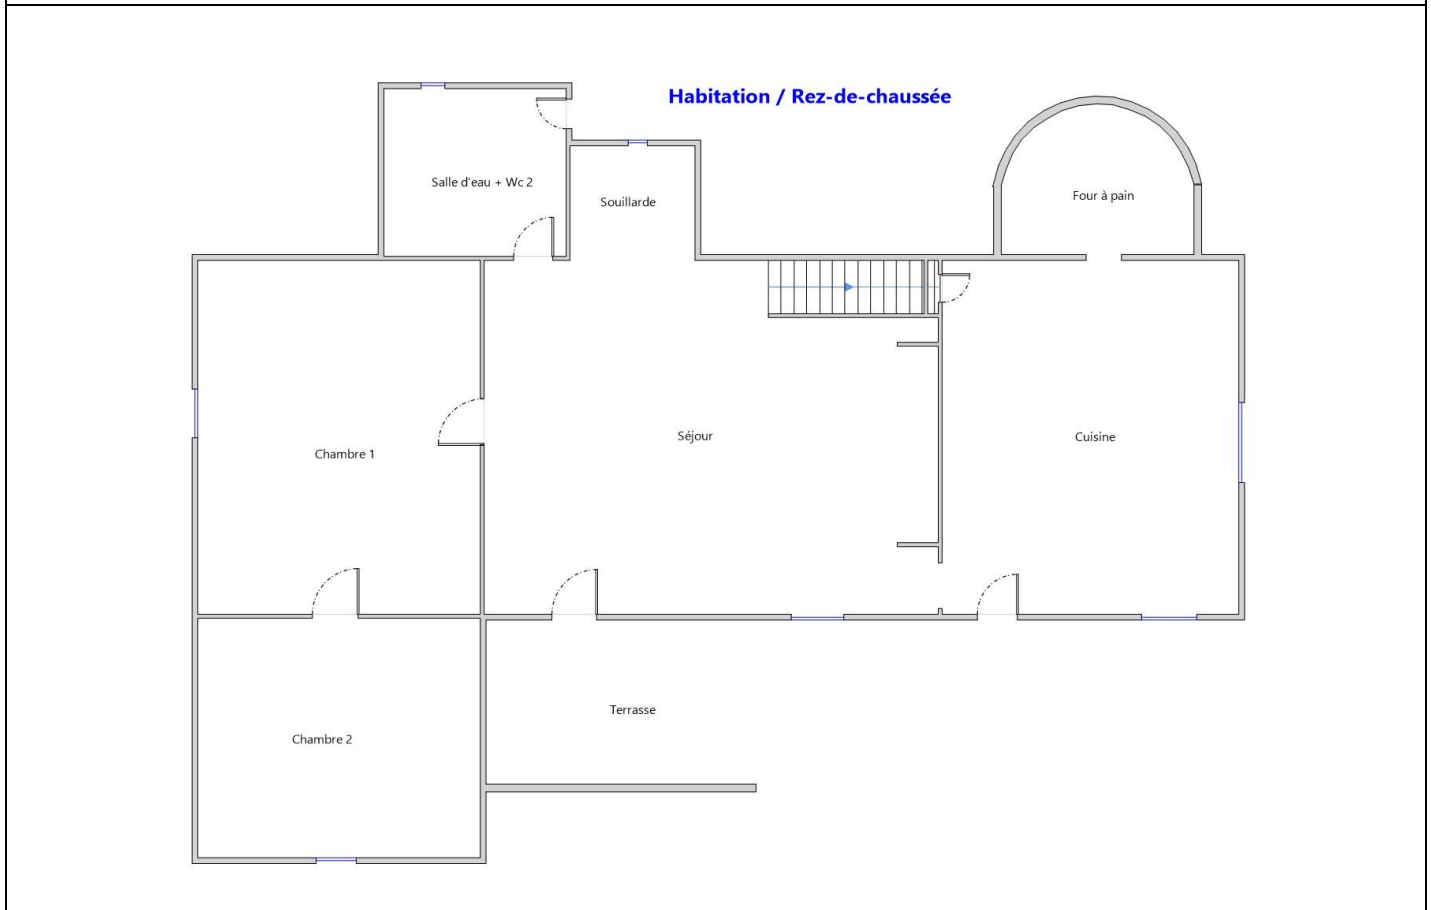 Habitation / Rez-de-chaussée
Salle d'eau + Wc 2
Souillarde
Four à pain
Séjour
Cuisine
Chambre 1
Terrasse
Chambre 2